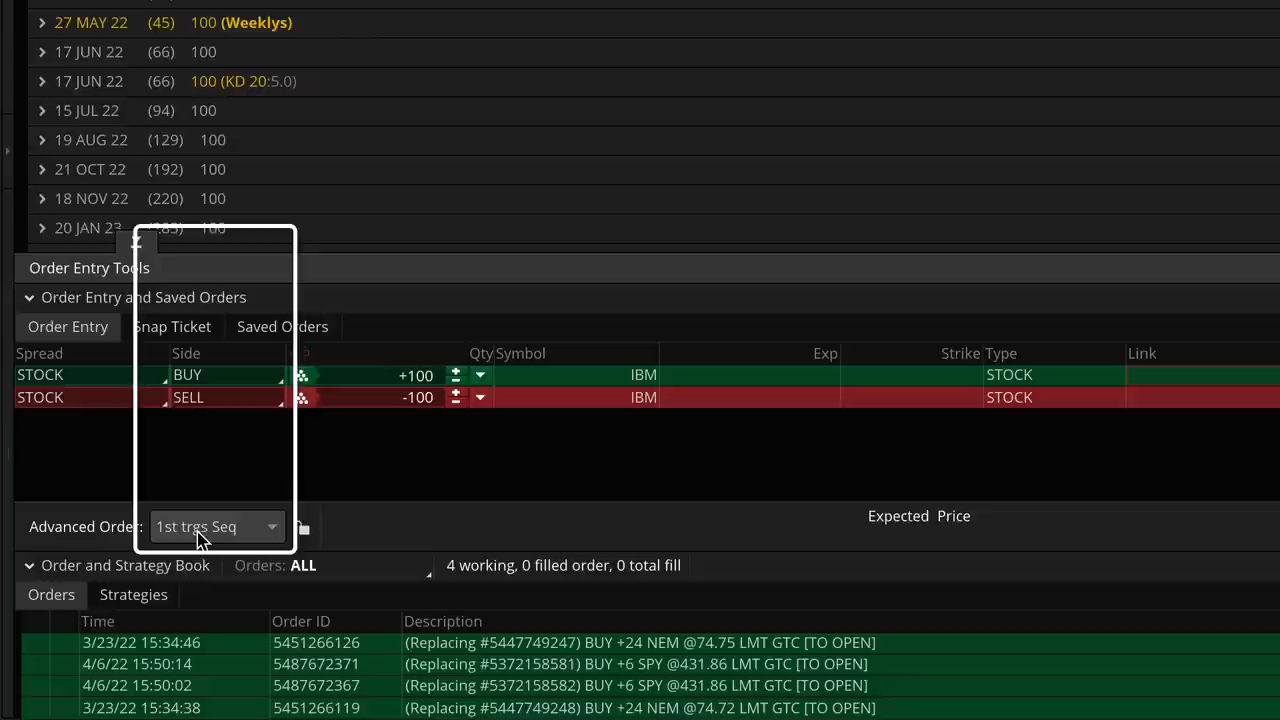 27 MAY 22 (45) 100 (Weeklys)
17 JUN 22 (66) 100
17 JUN 22 (66) 100 (KD 20:5.0)
15 JUL 22 (94) 100
19 AUG 22 (129) 100
21 OCT 22 (192) 100
18 NOV 22 (220) 100
20 JAN 23 100
Order Entry Tools
Order Entry and Saved Orders
Order Entry Snap Ticket Saved Orders
Spread Side Qty Symbol Exp Strike Type Link
STOCK BUY +100 IBM STOCK
STOCK SELL -100 IBM STOCK
Expected Price
Advanced Order: 1st trgs Seq
Order and Strategy Book Orders: ALL 4 working, 0 filled order, 0 total fill
Orders Strategies
Time Order ID Description
3/23/22 15:34:46 5451266126 (Replacing #5447749247) BUY +24 NEM @74.75 LMT GTC [TO OPEN]
4/6/22 15:50:14 5487672371 (Replacing #5372158581) BUY +6 SPY @431.86 LMT GTC [TO OPEN]
4/6/22 15:50:02 5487672367 (Replacing #5372158582) BUY +6 SPY @431.86 LMT GTC [TO OPEN]
3/23/22 15:34:38 5451266119 (Replacing #5447749248) BUY +24 NEM @74.72 LMT GTC [TO OPEN]